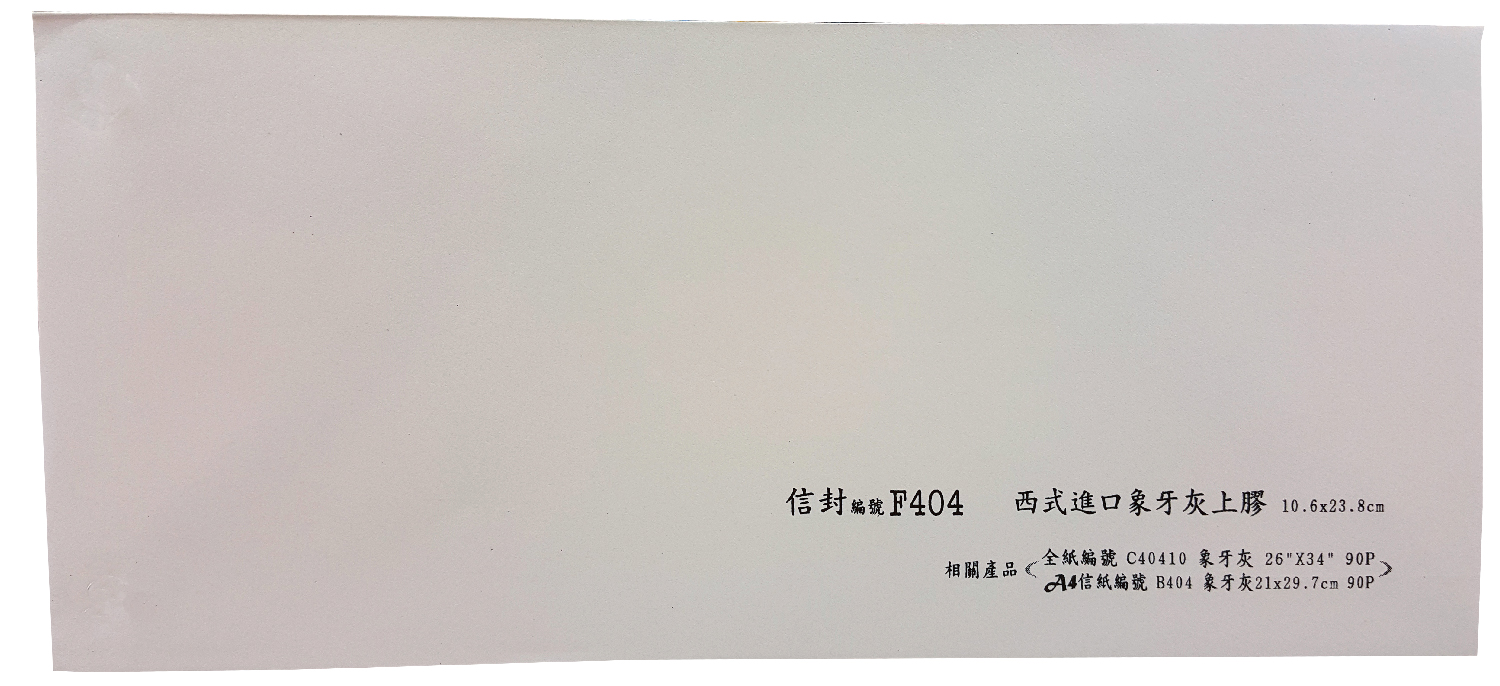 信封編號F404 西式進口象牙灰上膠 10.6x23.8cm
相關產品《全紙編號 C40410 象牙灰 26"X34" 90P》
A4信紙編號 B404 象牙灰21x29.7cm 90P